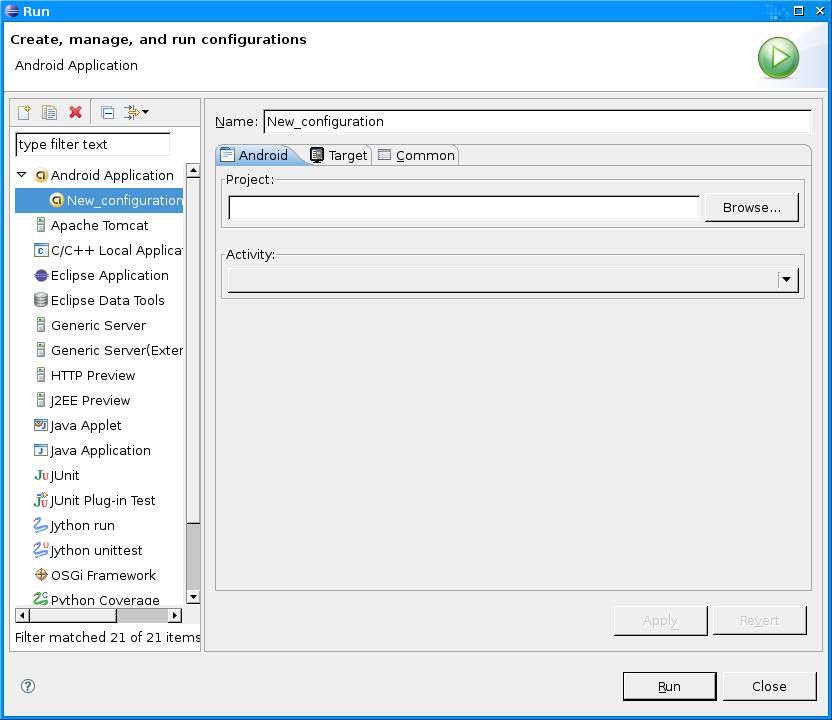 Run
Create, manage, and run configurations
Android Application
type filter text
Android Application
New_configuration
Apache Tomcat
C/C++ Local Applica
Eclipse Application
Eclipse Data Tools
Generic Server
Generic Server(Exter
HTTP Preview
J2EE Preview
Java Applet
Java Application
JUnit
JUnit Plug-in Test
Jython run
Jython unittest
OSGi Framework
Python Coverage
Filter matched 21 of 21 items
Name: New_configuration
Android Target Common
Project:
Browse...
Activity:
Apply Revert
Run Close